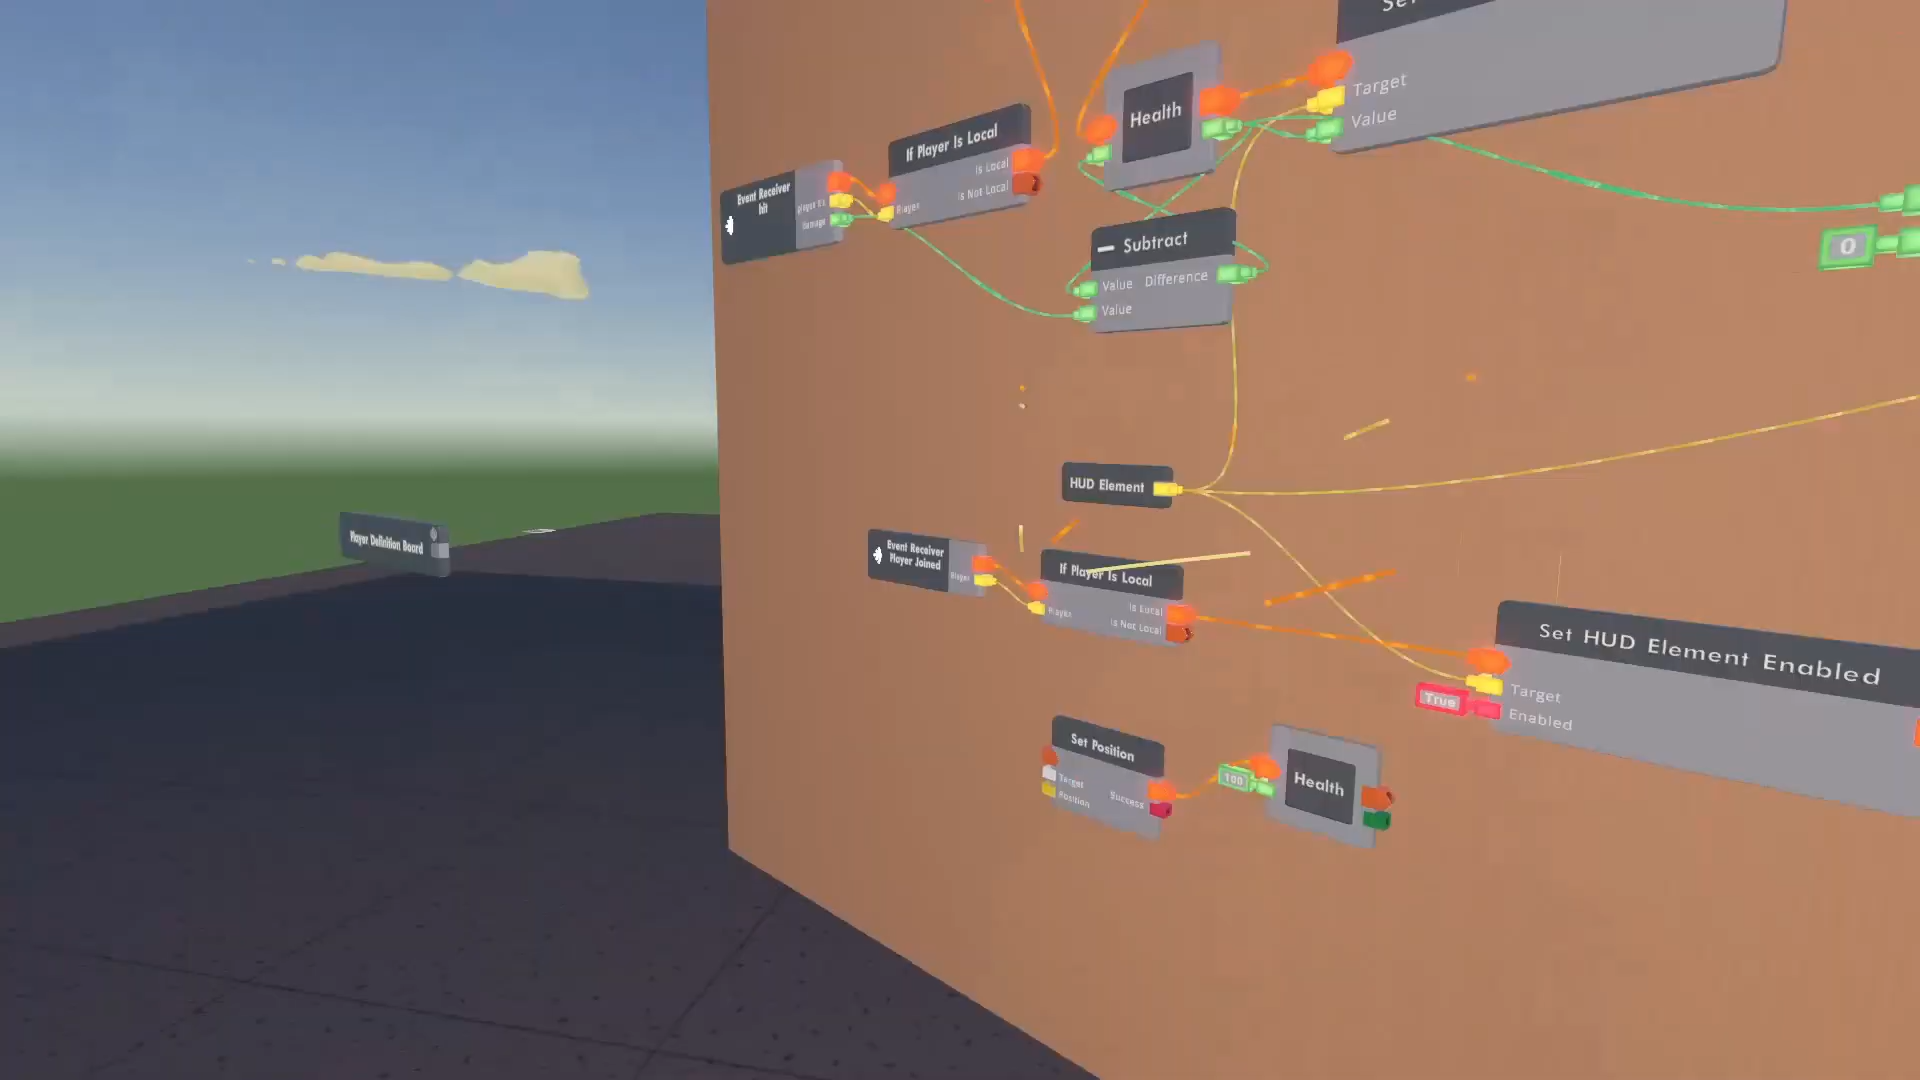 Se
Target
Value
Health
If Player Is Local
Is Local
Is Not Local
Player
Event Receiver
hit
Damage
Subtract
Value Difference
Value
0
HUD Element
Event Receiver
Player Joined
Player
If Player Is Local
Is Local
Is Not Local
Player
Player Definition Board
Set HUD Element Enabled
Target
True
Enabled
Set Position
Target
Position
Success
100
Health